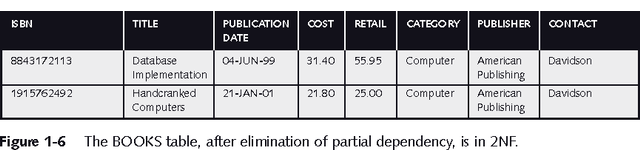 ISBN TITLE PUBLICATION DATE COST RETAIL CATEGORY PUBLISHER CONTACT
8843172113 Database Implementation 04-JUN-99 31.40 55.95 Computer American Publishing Davidson
1915762492 Handcranked Computers 21-JAN-01 21.80 25.00 Computer American Publishing Davidson
Figure 1-6 The BOOKS table, after elimination of partial dependency, is in 2NF.